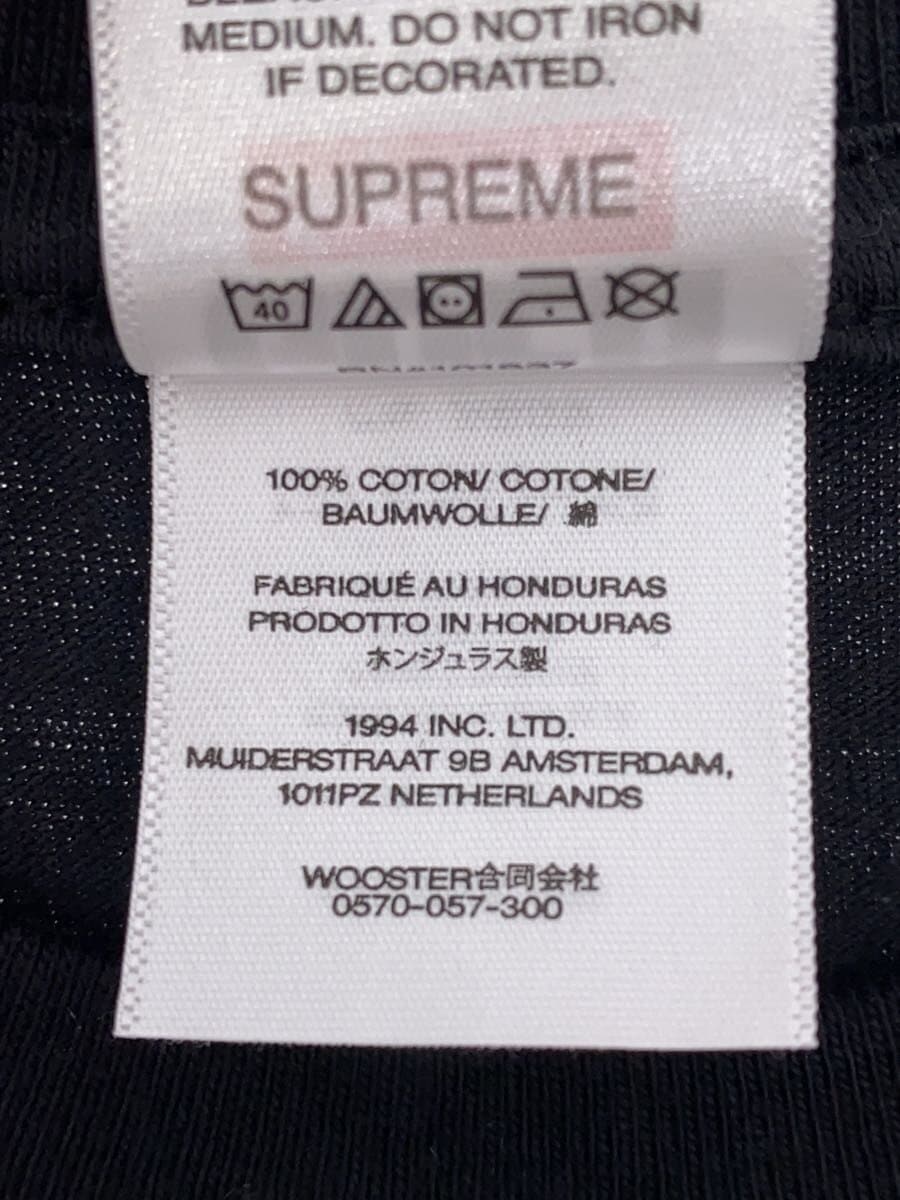 MEDIUM. DO NOT IRON
IF DECORATED.
SUPREME
40
100% COTON/ COTONE/
BAUMWOLLE/ 綿
FABRIQUÉ AU HONDURAS
PRODOTTO IN HONDURAS
ホンジュラス製
1994 INC. LTD.
MUIDERSTRAAT 9B AMSTERDAM,
1011PZ NETHERLANDS
WOOSTER合同会社
0570-057-300